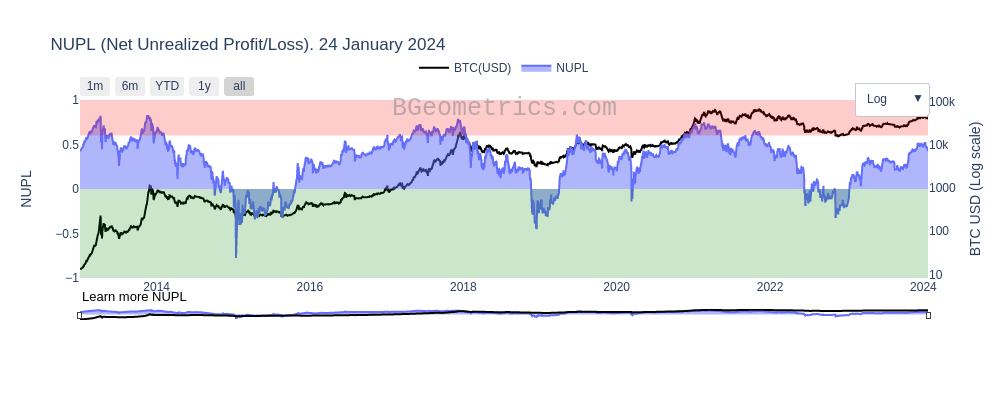 NUPL (Net Unrealized Profit/Loss). 24 January 2024
BTC(USD) NUPL
1m 6m YTD 1y all
Log ▼
BGeometrics.com
1
0.5
0
−0.5
−1
NUPL
100k
10k
1000
100
10
BTC USD (Log scale)
2014 2016 2018 2020 2022 2024
Learn more NUPL